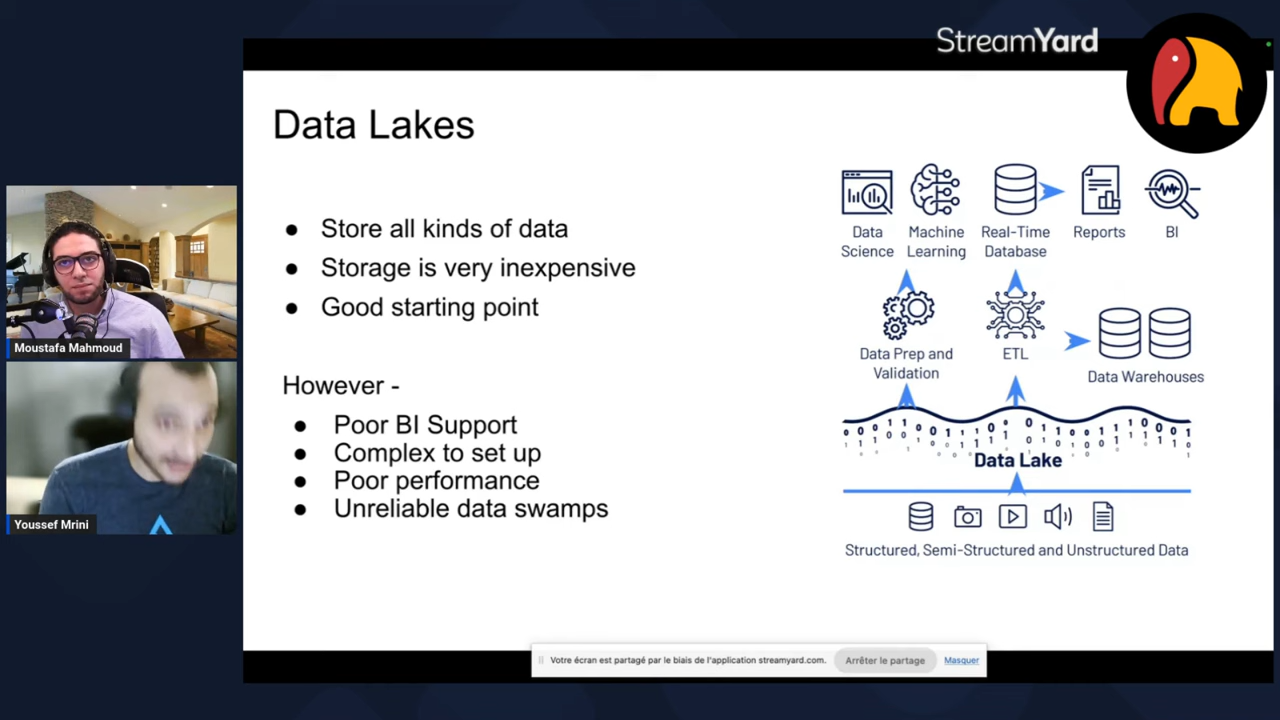 StreamYard
Data Lakes
● Store all kinds of data
● Storage is very inexpensive
● Good starting point
However -
● Poor BI Support
● Complex to set up
● Poor performance
● Unreliable data swamps
Data Science
Machine Learning
Real-Time Database
Reports
BI
Data Prep and Validation
ETL
Data Warehouses
Data Lake
Structured, Semi-Structured and Unstructured Data
Moustafa Mahmoud
Youssef Mrini
Votre écran est partagé par le biais de l'application streamyard.com.
Arrêter le partage
Masquer